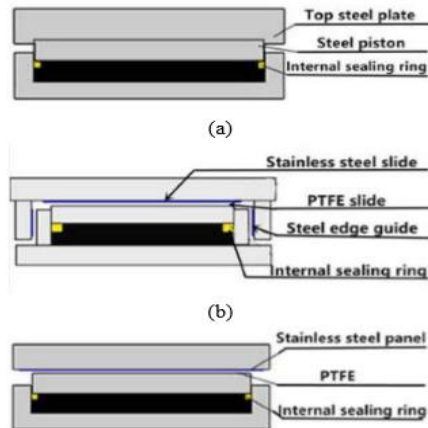 Top steel plate
Steel piston
Internal sealing ring
(a)
Stainless steel slide
PTFE slide
Steel edge guide
Internal sealing ring
(b)
Stainless steel panel
PTFE
Internal sealing ring